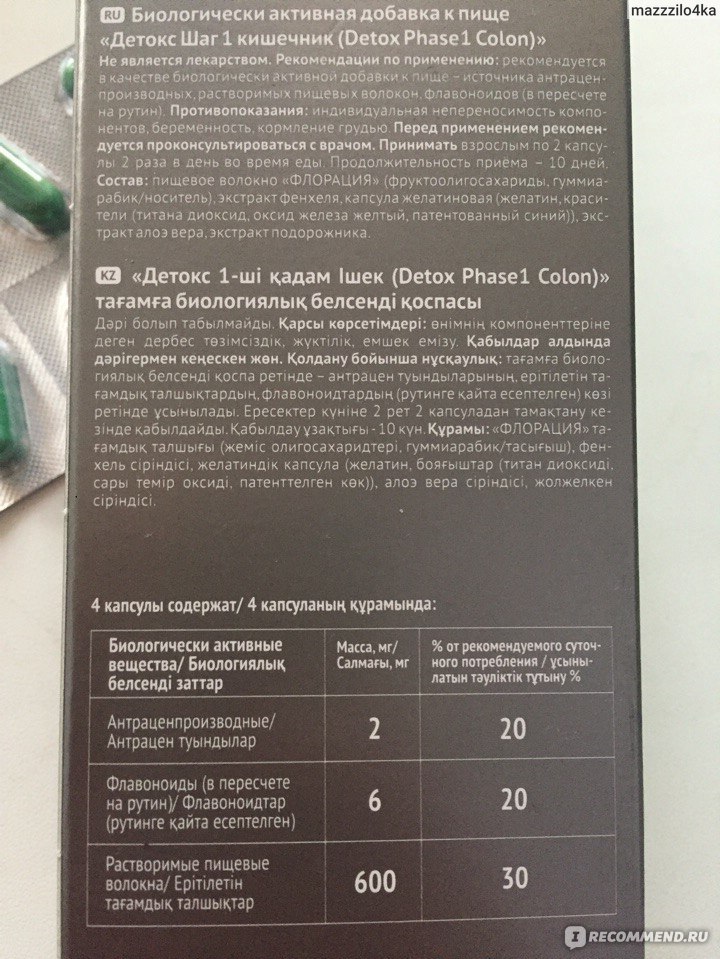 mazzzilo4ka
RU Биологически активная добавка к пище
«Детокс Шаг 1 кишечник (Detox Phase1 Colon)»
Не является лекарством. Рекомендации по применению: рекомендуется
в качестве биологически активной добавки к пище – источника антрацен-
производных, растворимых пищевых волокон, флавоноидов (в пересчете
на рутин). Противопоказания: индивидуальная непереносимость компо-
нентов, беременность, кормление грудью. Перед применением рекомен-
дуется проконсультироваться с врачом. Принимать взрослым по 2 капсу-
лы 2 раза в день во время еды. Продолжительность приёма – 10 дней.
Состав: пищевое волокно «ФЛОРАЦИЯ» (фруктоолигосахариды, гуммиа-
рабик/носитель), экстракт фенхеля, капсула желатиновая (желатин, краси-
тели (титана диоксид, оксид железа желтый, патентованный синий)), экс-
тракт алоэ вера, экстракт подорожника.
KZ «Детокс 1-ші қадам Ішек (Detox Phase1 Colon)»
тағамға биологиялық белсенді қоспасы
Дәрі болып табылмайды. Қарсы көрсетімдері: өнімнің компоненттеріне
деген дербес төзімсіздік, жүктілік, емшек емізу. Қабылдар алдында
дәрігермен кеңескен жөн. Қолдану бойынша нұсқаулық: тағамға биоло-
гиялық белсенді қоспа ретінде – антрацен туындыларының, ерітілетін та-
ғамдық талшықтардың, флавоноидтардың (рутинге қайта есептелген) көзі
ретінде ұсынылады. Ересектер күніне 2 рет 2 капсуладан тамақтану ке-
зінде қабылдайды. Қабылдау ұзақтығы - 10 күн. Құрамы: «ФЛОРАЦИЯ» та-
ғамдық талшығы (жеміс олигосахаридтері, гуммиарабик/тасығыш), фен-
хель сіріндісі, желатиндік капсула (желатин, бояғыштар (титан диоксиді,
сары темір оксиді, патенттелген көк)), алоэ вера сіріндісі, жолжелкен
сіріндісі.
4 капсулы содержат/ 4 капсуланың құрамында:
Биологически активные
вещества/ Биологиялық
белсенді заттар
Масса, мг/
Салмағы, мг
% от рекомендуемого суточ-
ного потребления / ұсыны-
латын тәуліктік тұтыну %
Антраценпроизводные/
Антрацен туындылар
2
20
Флавоноиды (в пересчете
на рутин)/ Флавоноидтар
(рутинге қайта есептелген)
6
20
Растворимые пищевые
волокна/ Ерітілетін
тағамдық талшықтар
600
30
I RECOMMEND.RU